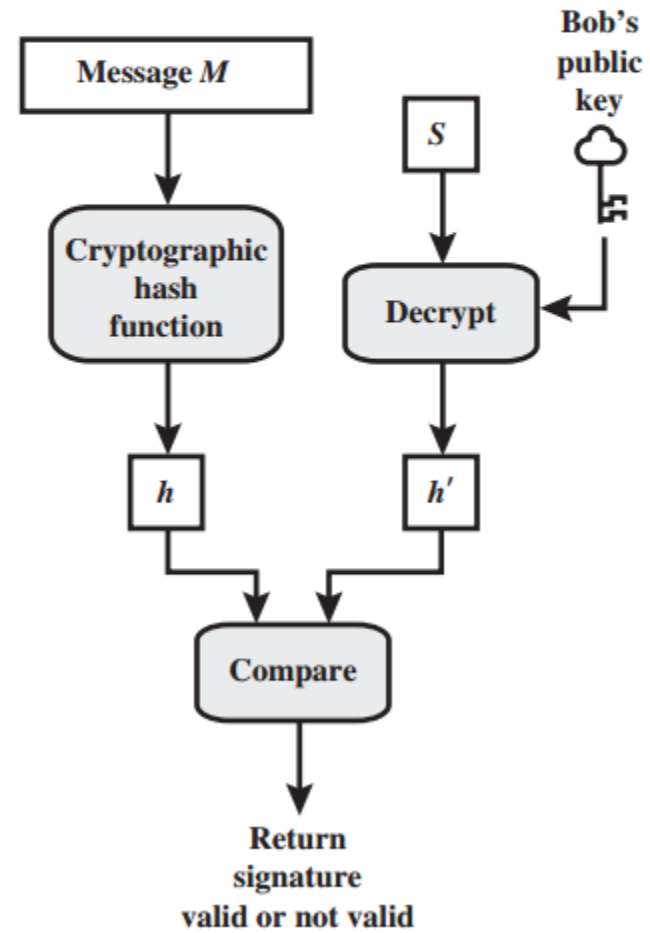 Bob's
public
key
Message M
S
Cryptographic
hash
function
Decrypt
h
h′
Compare
Return
signature
valid or not valid